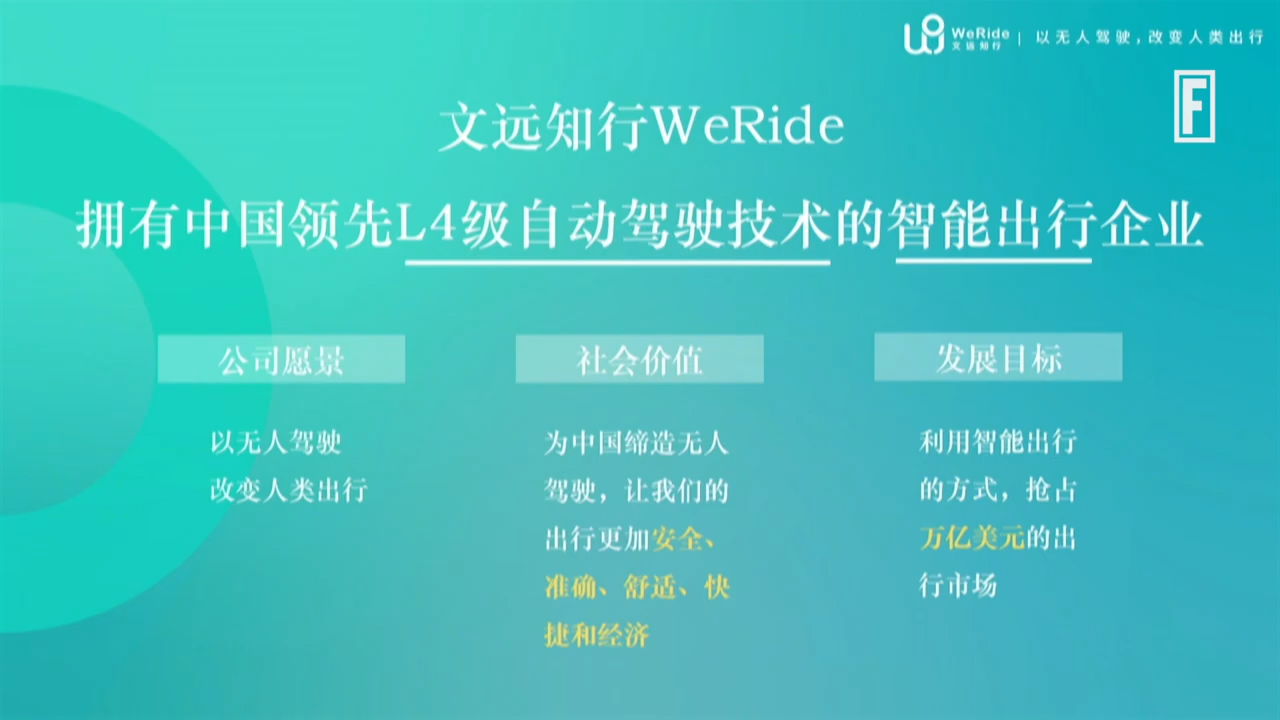 WeRide
文远知行
以无人驾驶，改变人类出行
F
文远知行WeRide
拥有中国领先L4级自动驾驶技术的智能出行企业
公司愿景
以无人驾驶
改变人类出行
社会价值
为中国缔造无人
驾驶，让我们的
出行更加安全、
准确、舒适、快
捷和经济
发展目标
利用智能出行
的方式，抢占
万亿美元的出
行市场